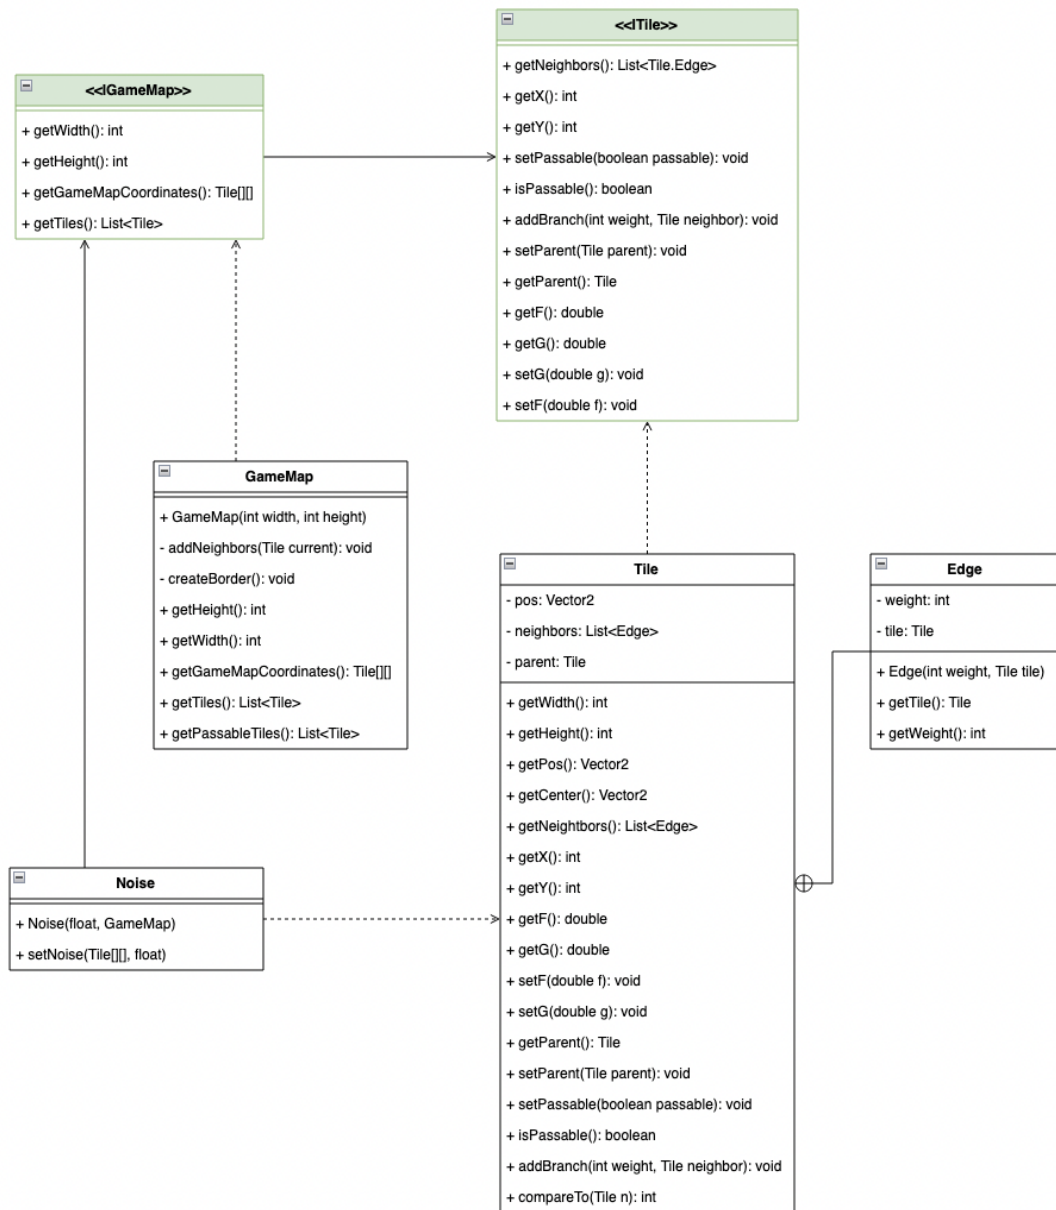 <<ITile>>
+ getNeighbors(): List<Tile.Edge>
+ getX(): int
+ getY(): int
+ setPassable(boolean passable): void
+ isPassable(): boolean
+ addBranch(int weight, Tile neighbor): void
+ setParent(Tile parent): void
+ getParent(): Tile
+ getF(): double
+ getG(): double
+ setG(double g): void
+ setF(double f): void
<<IGameMap>>
+ getWidth(): int
+ getHeight(): int
+ getGameMapCoordinates(): Tile[][]
+ getTiles(): List<Tile>
GameMap
+ GameMap(int width, int height)
- addNeighbors(Tile current): void
- createBorder(): void
+ getHeight(): int
+ getWidth(): int
+ getGameMapCoordinates(): Tile[][]
+ getTiles(): List<Tile>
+ getPassableTiles(): List<Tile>
Tile
- pos: Vector2
- neighbors: List<Edge>
- parent: Tile
+ getWidth(): int
+ getHeight(): int
+ getPos(): Vector2
+ getCenter(): Vector2
+ getNeightbors(): List<Edge>
+ getX(): int
+ getY(): int
+ getF(): double
+ getG(): double
+ setF(double f): void
+ setG(double g): void
+ getParent(): Tile
+ setParent(Tile parent): void
+ setPassable(boolean passable): void
+ isPassable(): boolean
+ addBranch(int weight, Tile neighbor): void
+ compareTo(Tile n): int
Edge
- weight: int
- tile: Tile
+ Edge(int weight, Tile tile)
+ getTile(): Tile
+ getWeight(): int
Noise
+ Noise(float, GameMap)
+ setNoise(Tile[][], float)